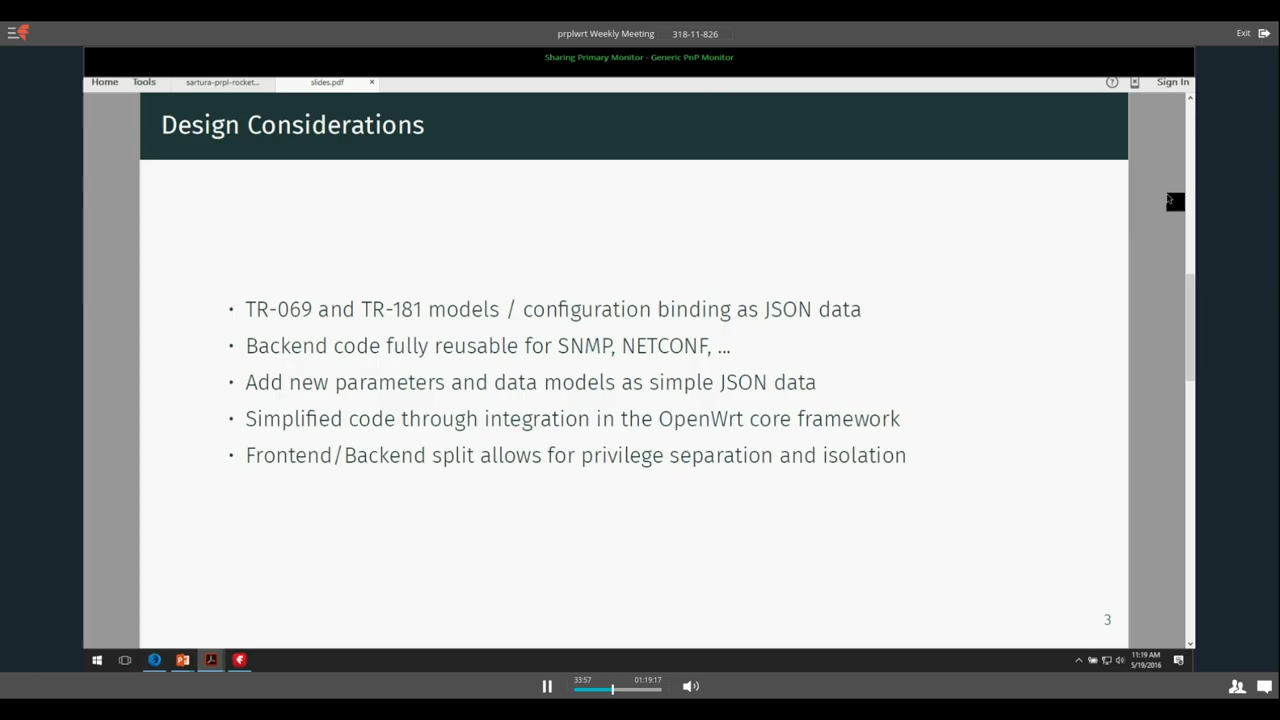 prplwrt Weekly Meeting 318-11-826 Exit
Sharing Primary Monitor - Generic PnP Monitor
Home Tools sartura-prpl-rocket... slides.pdf × ? Sign In
Design Considerations
• TR-069 and TR-181 models / configuration binding as JSON data
• Backend code fully reusable for SNMP, NETCONF, ...
• Add new parameters and data models as simple JSON data
• Simplified code through integration in the OpenWrt core framework
• Frontend/Backend split allows for privilege separation and isolation
3
11:19 AM
5/19/2016
33:57 01:19:17